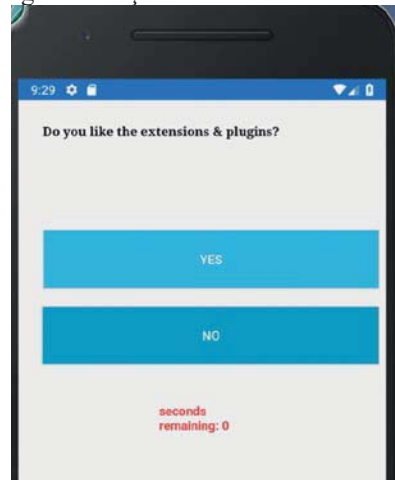 9:29
Do you like the extensions & plugins?
YES
NO
seconds
remaining: 0